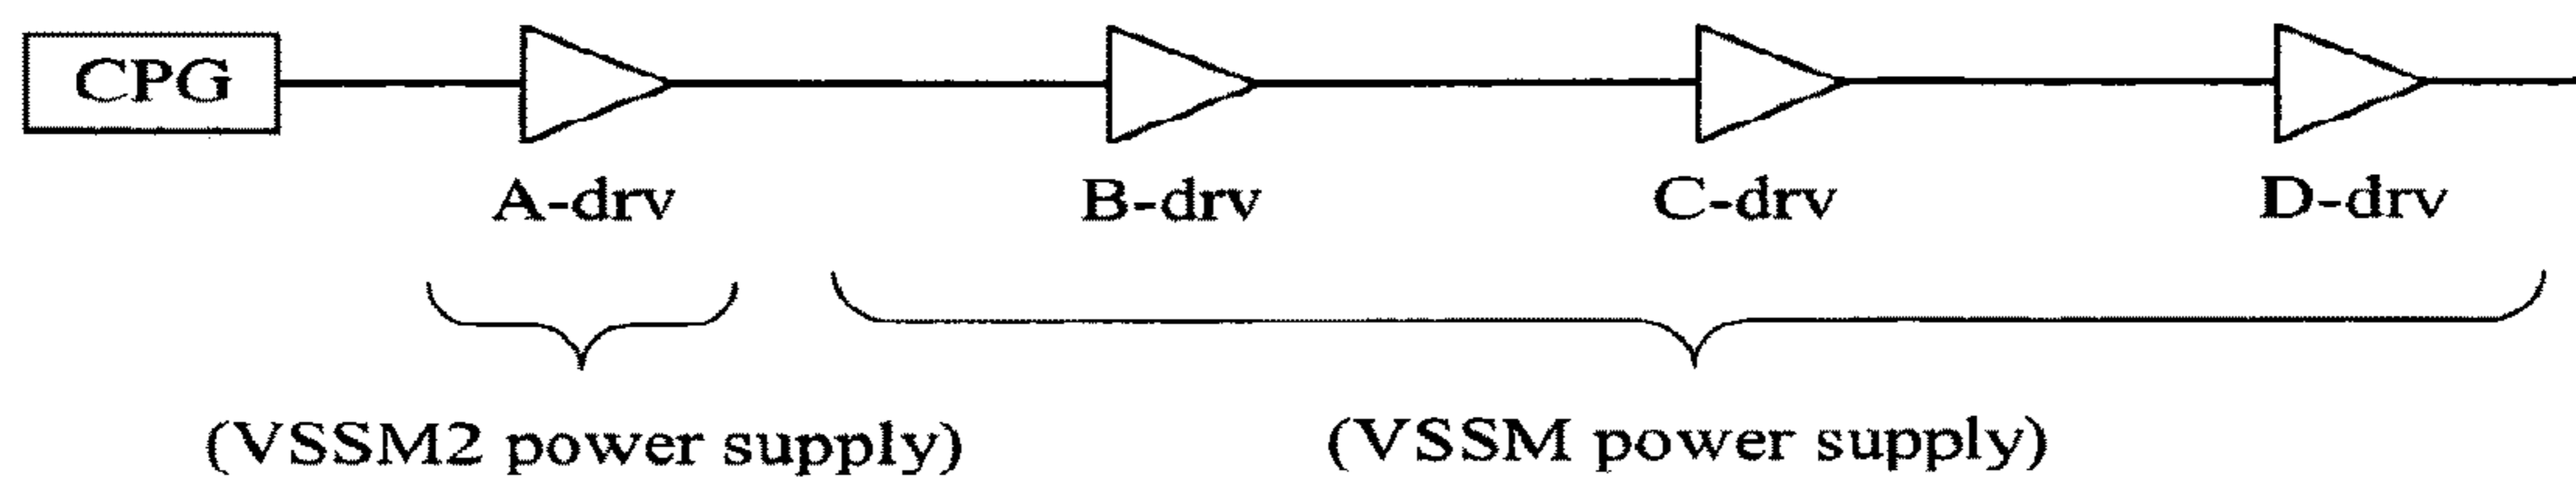 CPG
A-drv B-drv C-drv D-drv
(VSSM2 power supply) (VSSM power supply)